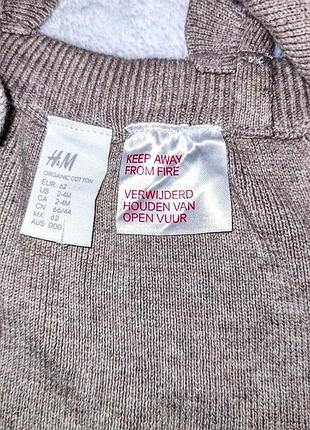 H&M
ORGANIC COTTON
EUR 62
US 2-4M
CA 2-4M
CN 66/44
MX 62
AUS 000
KEEP AWAY
FROM FIRE
VERWIJDERD
HOUDEN VAN
OPEN VUUR